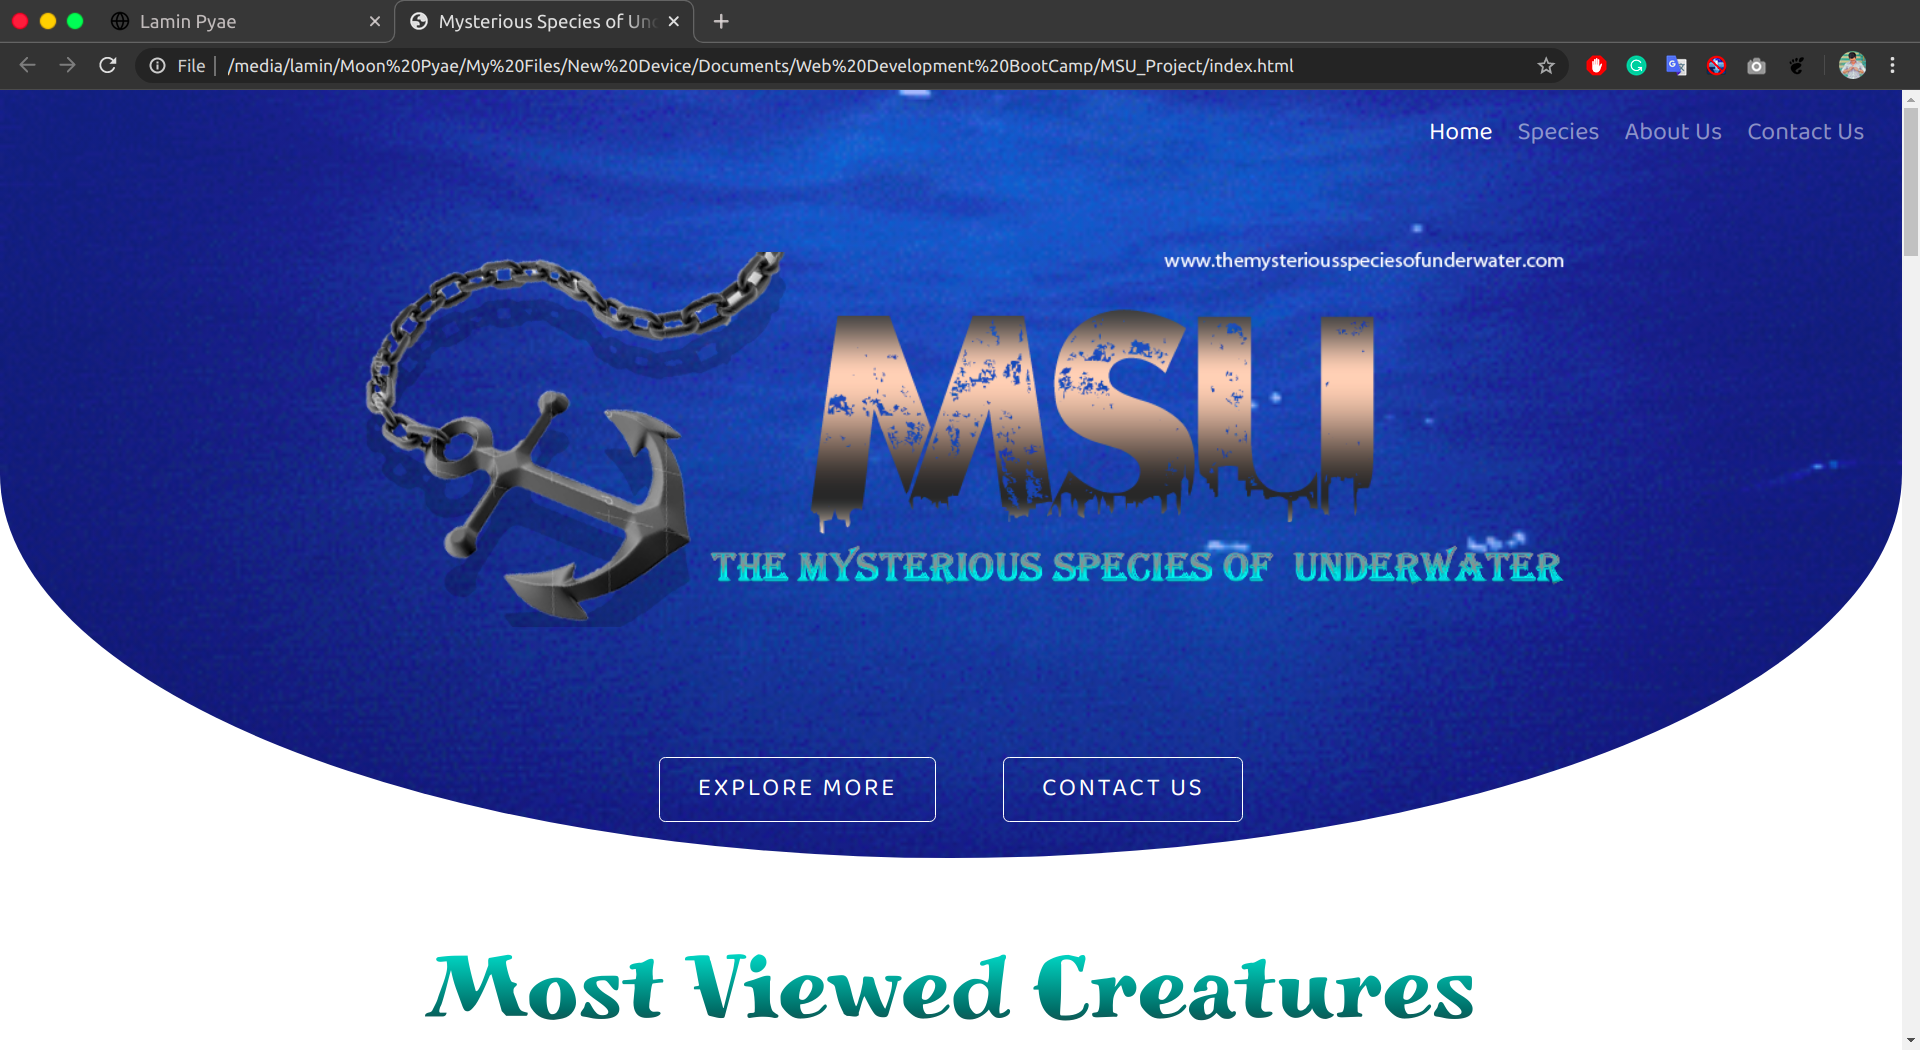 Lamin Pyae
Mysterious Species of Un
File
/media/lamin/Moon%20Pyae/My%20Files/New%20Device/Documents/Web%20Development%20BootCamp/MSU_Project/index.html
Home Species About Us Contact Us
www.themysteriousspeciesofunderwater.com
MSU
THE MYSTERIOUS SPECIES OF UNDERWATER
EXPLORE MORE
CONTACT US
Most Viewed Creatures